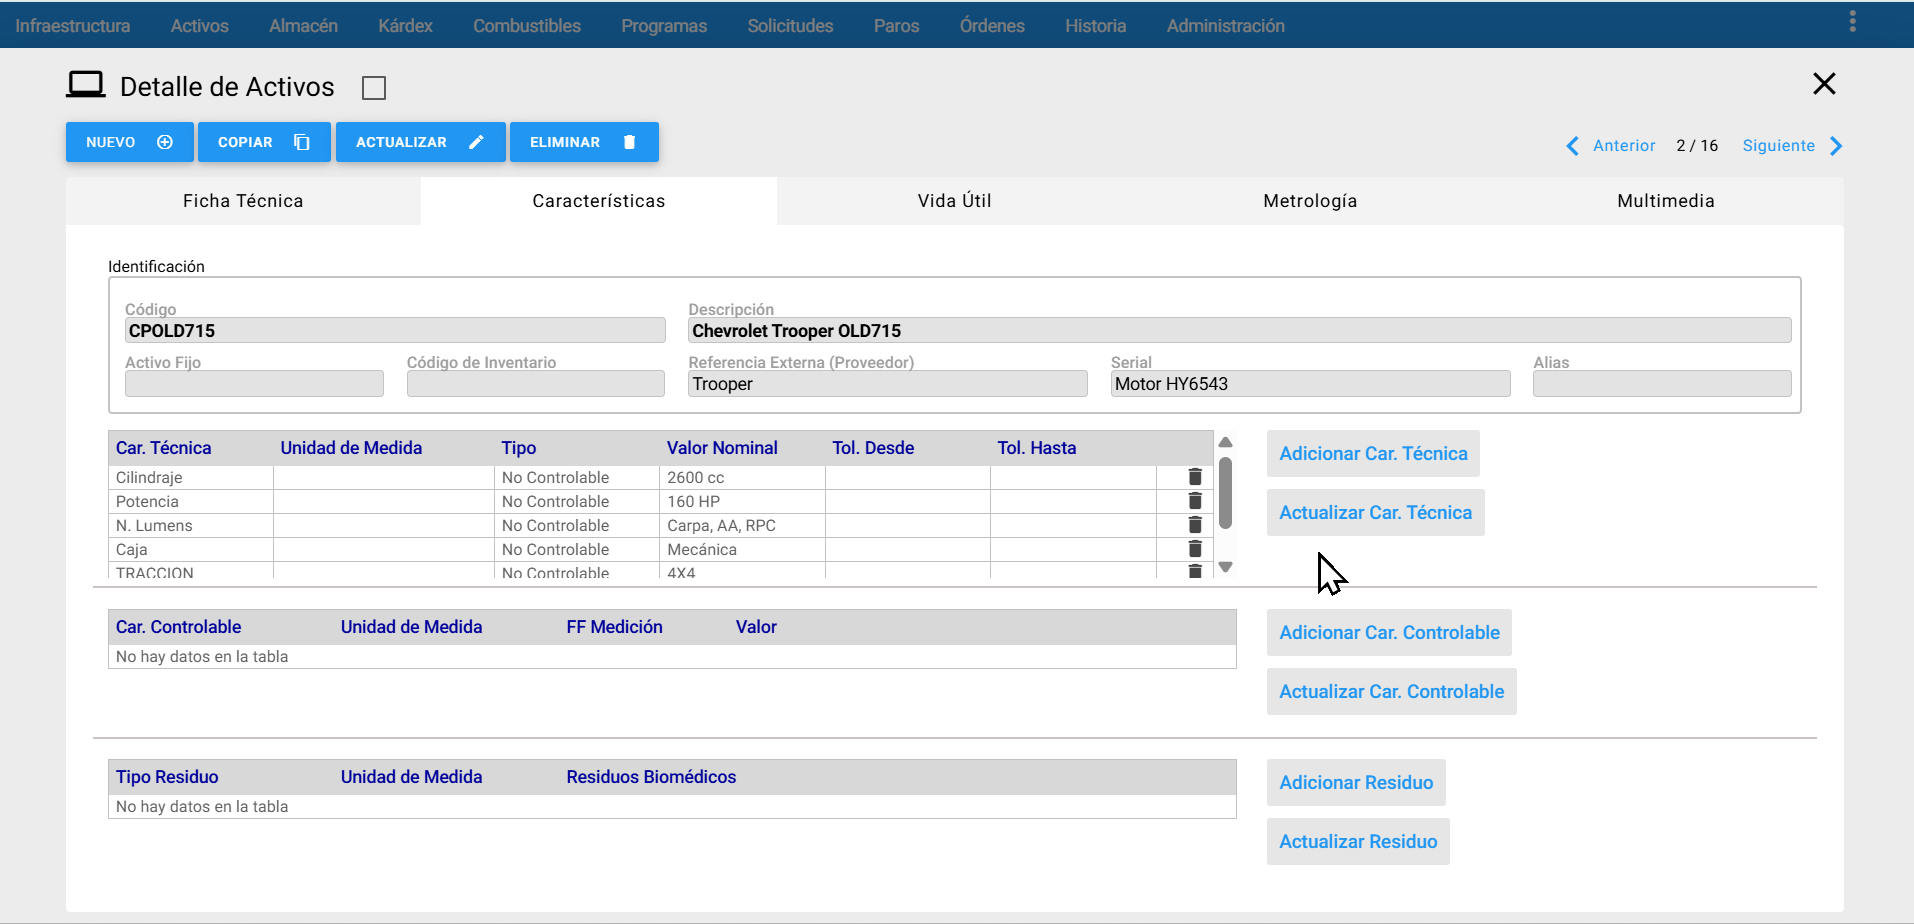 Infraestructura Activos Almacén Kárdex Combustibles Programas Solicitudes Paros Órdenes Historia Administración
Detalle de Activos
NUEVO COPIAR ACTUALIZAR ELIMINAR
Anterior 2 / 16 Siguiente
Ficha Técnica Características Vida Útil Metrología Multimedia
Identificación
Código Descripción
CPOLD715 Chevrolet Trooper OLD715
Activo Fijo Código de Inventario Referencia Externa (Proveedor) Serial Alias
Trooper Motor HY6543
Car. Técnica Unidad de Medida Tipo Valor Nominal Tol. Desde Tol. Hasta
Cilindraje No Controlable 2600 cc
Potencia No Controlable 160 HP
N. Lumens No Controlable Carpa, AA, RPC
Caja No Controlable Mecánica
TRACCION No Controlable 4X4
Adicionar Car. Técnica
Actualizar Car. Técnica
Car. Controlable Unidad de Medida FF Medición Valor
No hay datos en la tabla
Adicionar Car. Controlable
Actualizar Car. Controlable
Tipo Residuo Unidad de Medida Residuos Biomédicos
No hay datos en la tabla
Adicionar Residuo
Actualizar Residuo